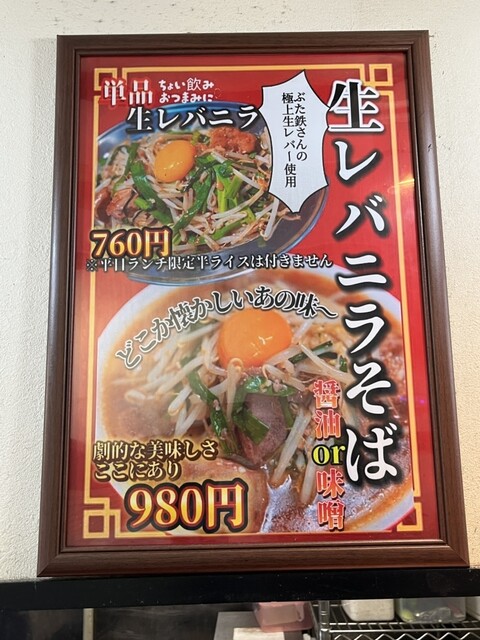 生レバニラそば
ぶた鉄さんの
極上生レバー使用
単品 ちょい飲み
おつまみに
生レバニラ
760円
※平日ランチ限定半ライスは付きません
どこか懐かしいあの味〜
醤油or味噌
劇的な美味しさ
ここにあり
980円